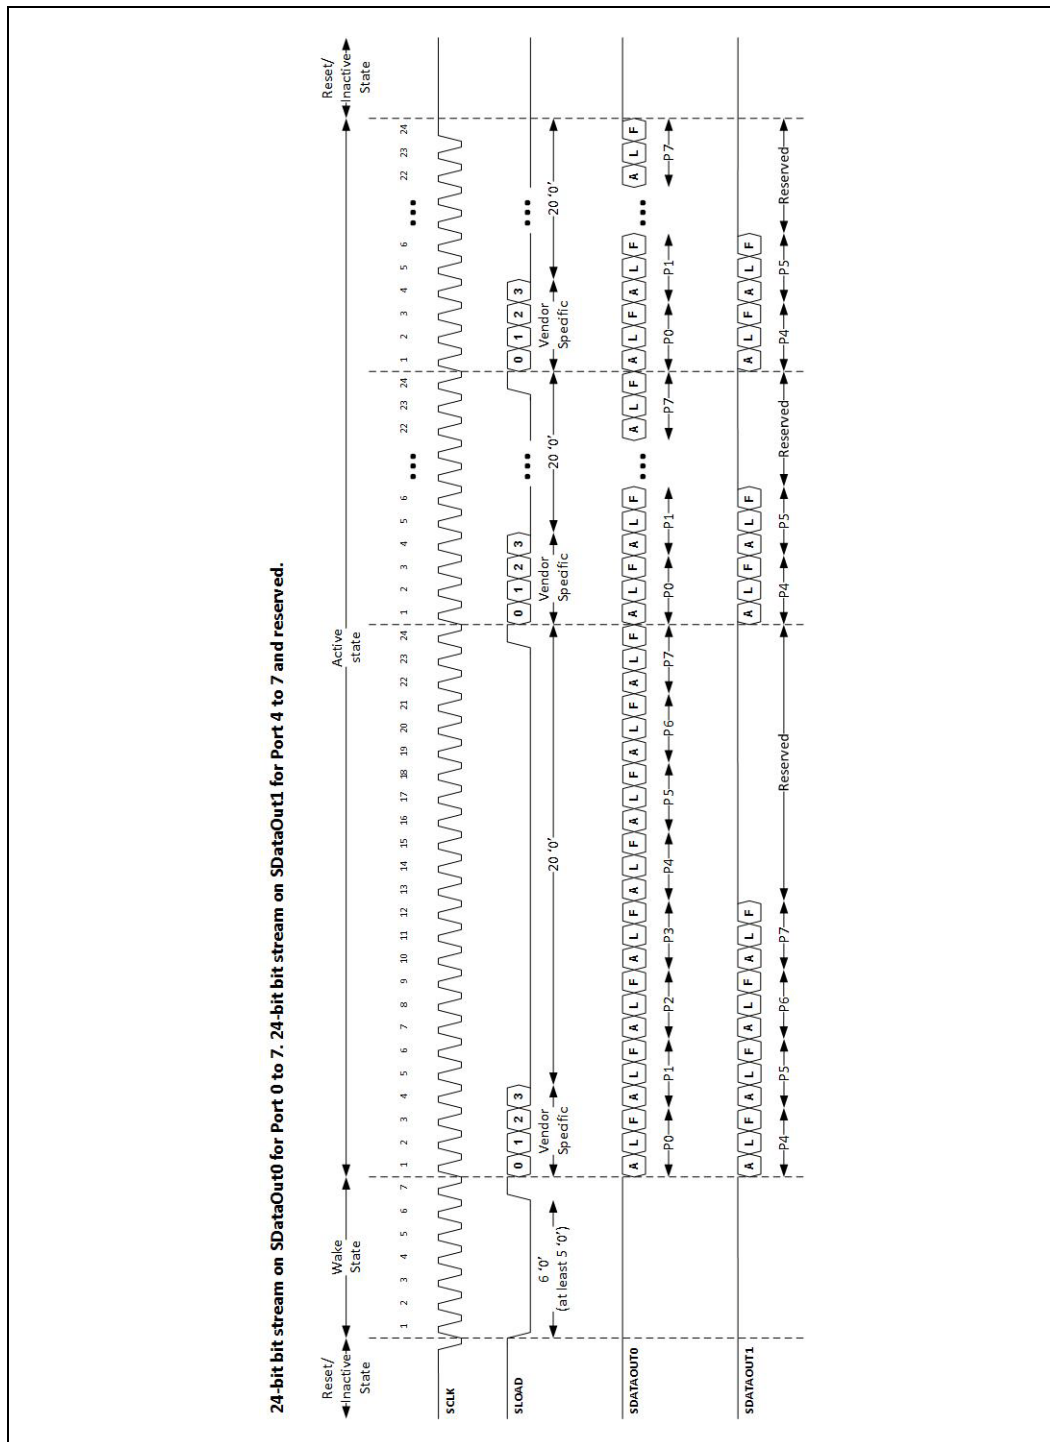 24-bit bit stream on SDataOut0 for Port 0 to 7. 24-bit bit stream on SDataOut1 for Port 4 to 7 and reserved.
Reset/ Inactive State
Wake State
Active state
Reset/ Inactive State
1 2 3 4 5 6 7 1 2 3 4 5 6 7 8 9 10 11 12 13 14 15 16 17 18 19 20 21 22 23 24 1 2 3 4 5 6 ••• 22 23 24 1 2 3 4 5 6 ••• 22 23 24
SCLK
SLOAD
0 1 2 3 0 1 2 3 ••• 0 1 2 3 •••
6 '0' (at least 5 '0')
Vendor Specific
20 '0'
Vendor Specific
20 '0'
Vendor Specific
20 '0'
SDATAOUT0
A L F A L F A L F A L F A L F A L F A L F A L F A L F A L F ••• A L F A L F A L F ••• A L F
P0 P1 P2 P3 P4 P5 P6 P7 P0 P1 P7 P0 P1 P7
SDATAOUT1
A L F A L F A L F A L F A L F A L F A L F A L F
P4 P5 P6 P7 Reserved P4 P5 Reserved P4 P5 Reserved